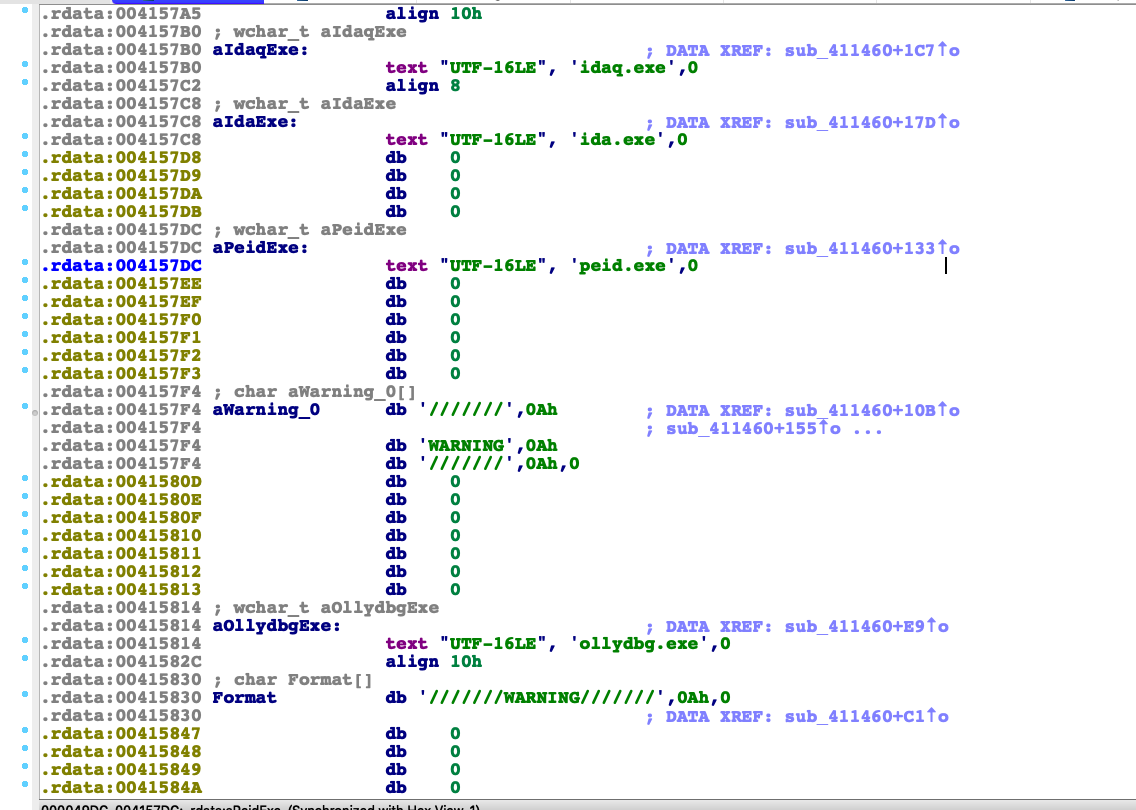 .rdata:004157A5 align 10h
.rdata:004157B0 ; wchar_t aIdaqExe
.rdata:004157B0 aIdaqExe: ; DATA XREF: sub_411460+1C7↑o
.rdata:004157B0 text "UTF-16LE", 'idaq.exe',0
.rdata:004157C2 align 8
.rdata:004157C8 ; wchar_t aIdaExe
.rdata:004157C8 aIdaExe: ; DATA XREF: sub_411460+17D↑o
.rdata:004157C8 text "UTF-16LE", 'ida.exe',0
.rdata:004157D8 db 0
.rdata:004157D9 db 0
.rdata:004157DA db 0
.rdata:004157DB db 0
.rdata:004157DC ; wchar_t aPeidExe
.rdata:004157DC aPeidExe: ; DATA XREF: sub_411460+133↑o
.rdata:004157DC text "UTF-16LE", 'peid.exe',0
.rdata:004157EE db 0
.rdata:004157EF db 0
.rdata:004157F0 db 0
.rdata:004157F1 db 0
.rdata:004157F2 db 0
.rdata:004157F3 db 0
.rdata:004157F4 ; char aWarning_0[]
.rdata:004157F4 aWarning_0 db '///////',0Ah ; DATA XREF: sub_411460+10B↑o
.rdata:004157F4 ; sub_411460+155↑o ...
.rdata:004157F4 db 'WARNING',0Ah
.rdata:004157F4 db '///////',0Ah,0
.rdata:0041580D db 0
.rdata:0041580E db 0
.rdata:0041580F db 0
.rdata:00415810 db 0
.rdata:00415811 db 0
.rdata:00415812 db 0
.rdata:00415813 db 0
.rdata:00415814 ; wchar_t aOllydbgExe
.rdata:00415814 aOllydbgExe: ; DATA XREF: sub_411460+E9↑o
.rdata:00415814 text "UTF-16LE", 'ollydbg.exe',0
.rdata:0041582C align 10h
.rdata:00415830 ; char Format[]
.rdata:00415830 Format db '///////WARNING///////',0Ah,0
.rdata:00415830 ; DATA XREF: sub_411460+C1↑o
.rdata:00415847 db 0
.rdata:00415848 db 0
.rdata:00415849 db 0
.rdata:0041584A db 0
000049DC 004157DC: .rdata:aPeidExe (Synchronized with Hex View-1)